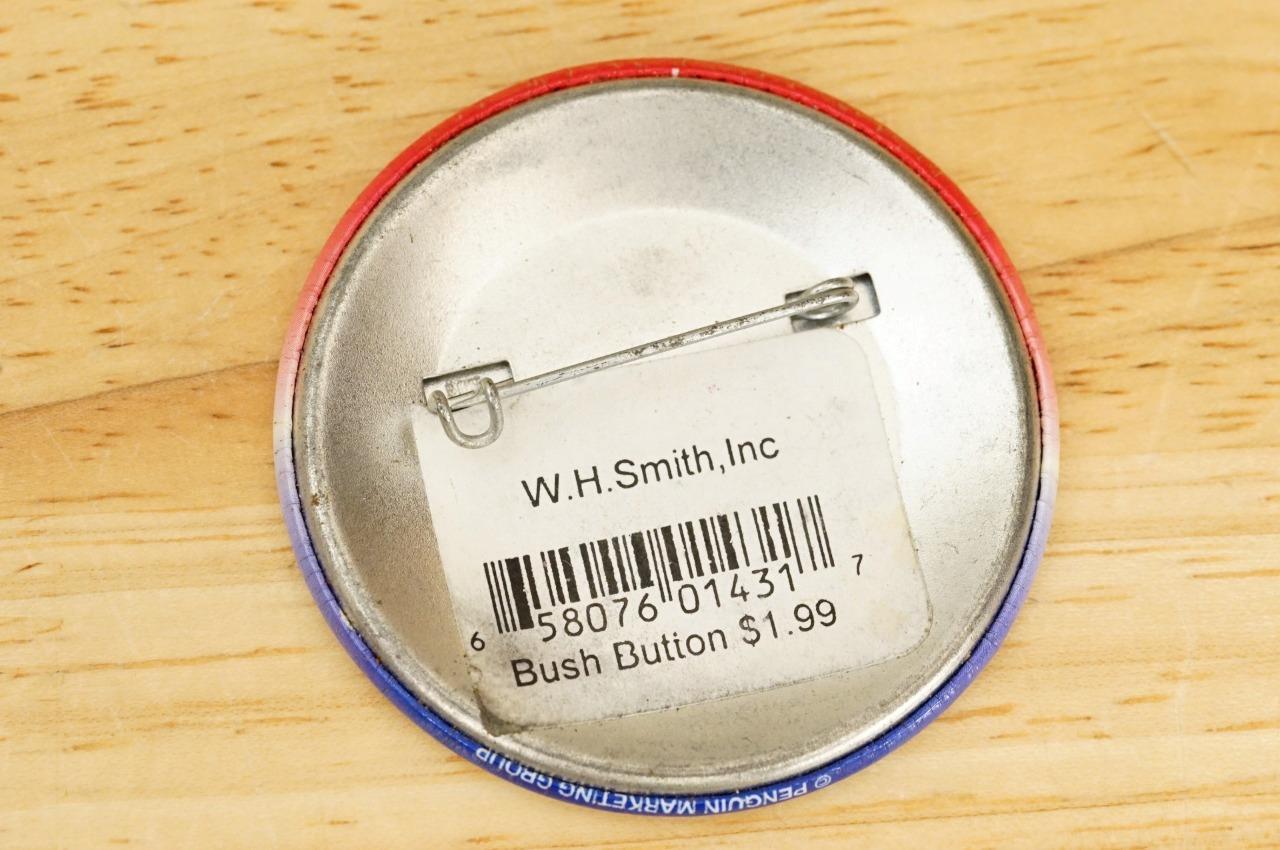 W.H.Smith,Inc
6 58076 01431 7
Bush Button $1.99
© PENGUIN MARKETING GROUP